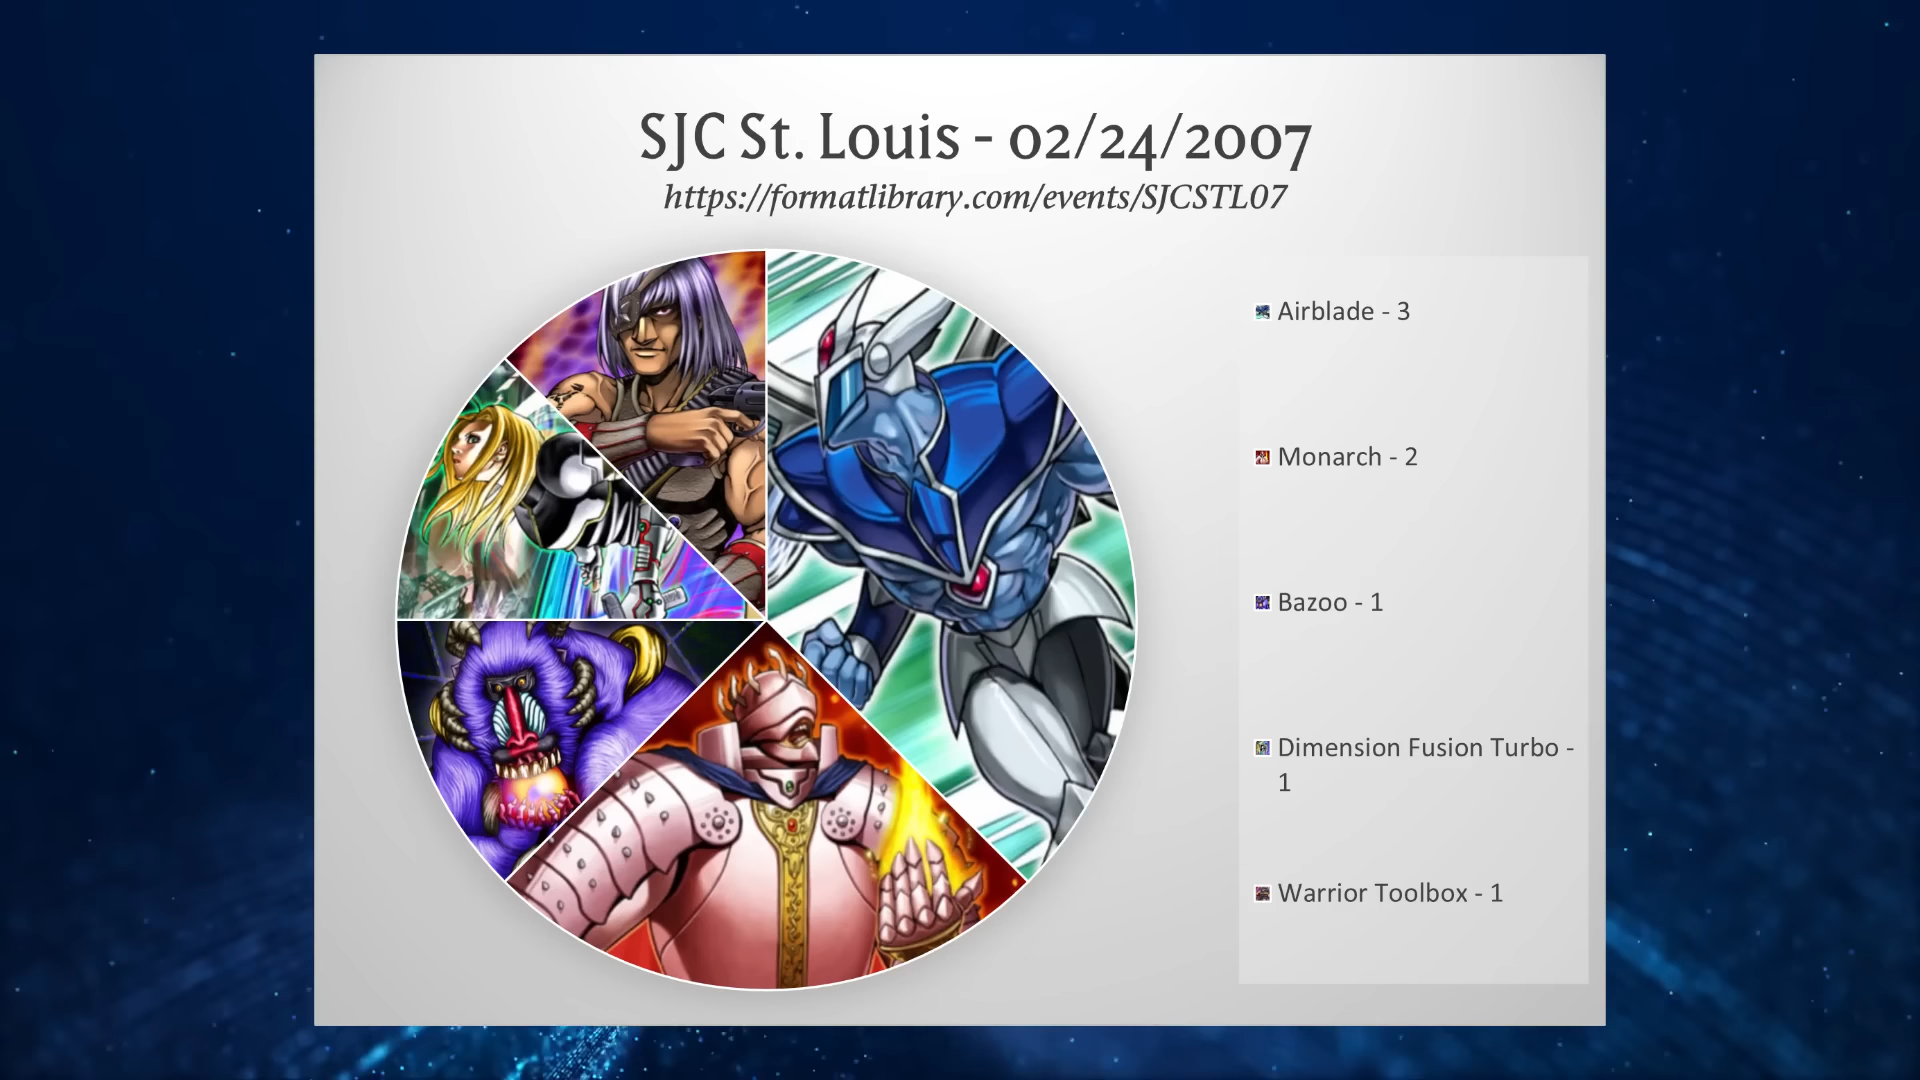 SJC St. Louis - 02/24/2007
https://formatlibrary.com/events/SJCSTL07
Airblade - 3
Monarch - 2
Bazoo - 1
Dimension Fusion Turbo -
1
Warrior Toolbox - 1